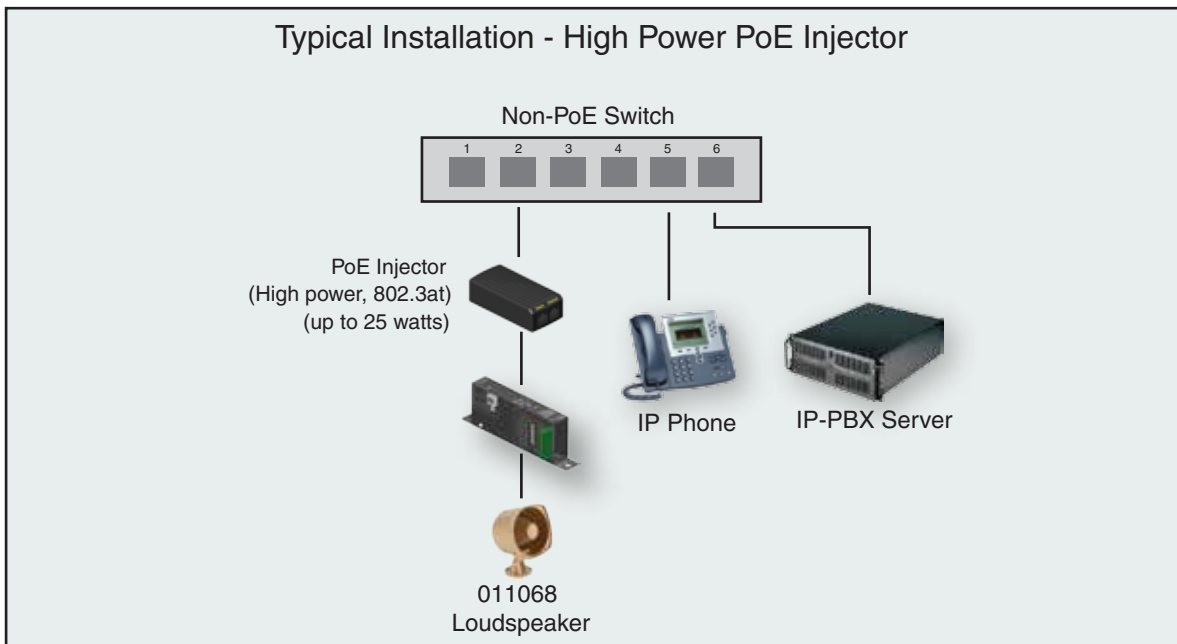 Typical Installation - High Power PoE Injector
Non-PoE Switch
1 2 3 4 5 6
PoE Injector
(High power, 802.3at)
(up to 25 watts)
IP Phone
IP-PBX Server
011068
Loudspeaker